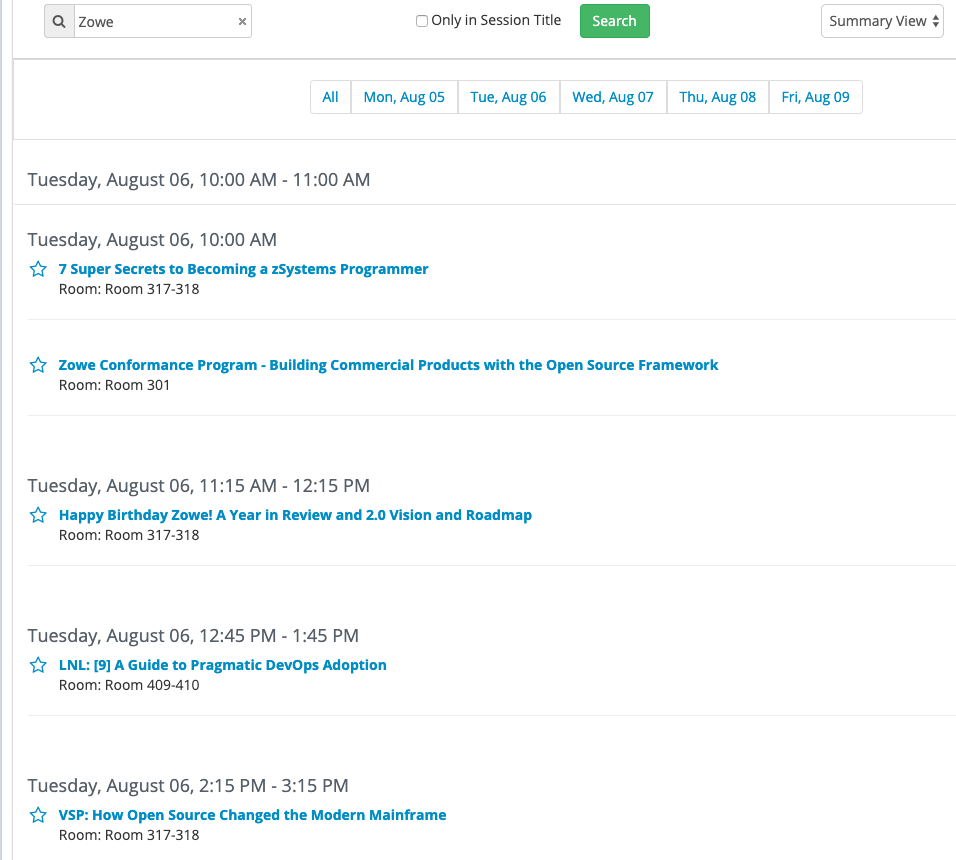 Zowe ×
Only in Session Title
Search
Summary View
All
Mon, Aug 05
Tue, Aug 06
Wed, Aug 07
Thu, Aug 08
Fri, Aug 09
Tuesday, August 06, 10:00 AM - 11:00 AM
Tuesday, August 06, 10:00 AM
7 Super Secrets to Becoming a zSystems Programmer
Room: Room 317-318
Zowe Conformance Program - Building Commercial Products with the Open Source Framework
Room: Room 301
Tuesday, August 06, 11:15 AM - 12:15 PM
Happy Birthday Zowe! A Year in Review and 2.0 Vision and Roadmap
Room: Room 317-318
Tuesday, August 06, 12:45 PM - 1:45 PM
LNL: [9] A Guide to Pragmatic DevOps Adoption
Room: Room 409-410
Tuesday, August 06, 2:15 PM - 3:15 PM
VSP: How Open Source Changed the Modern Mainframe
Room: Room 317-318